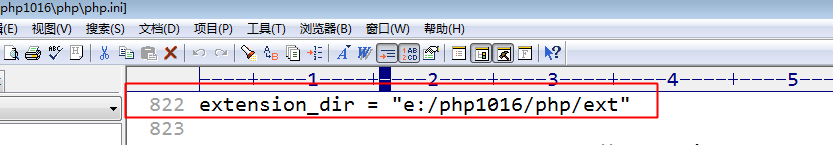 php1016\php\php.ini]
(E) 视图(V) 搜索(S) 文档(D) 项目(P) 工具(T) 浏览器(B) 窗口(W) 帮助(H)
1 2 3 4 5
822 extension_dir = "e:/php1016/php/ext"
823